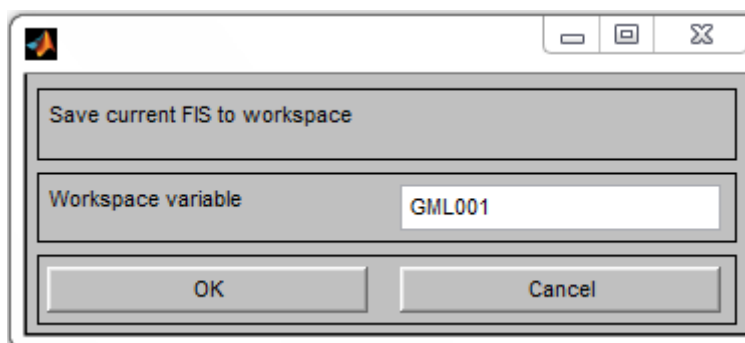 Save current FIS to workspace
Workspace variable
GML001
OK
Cancel